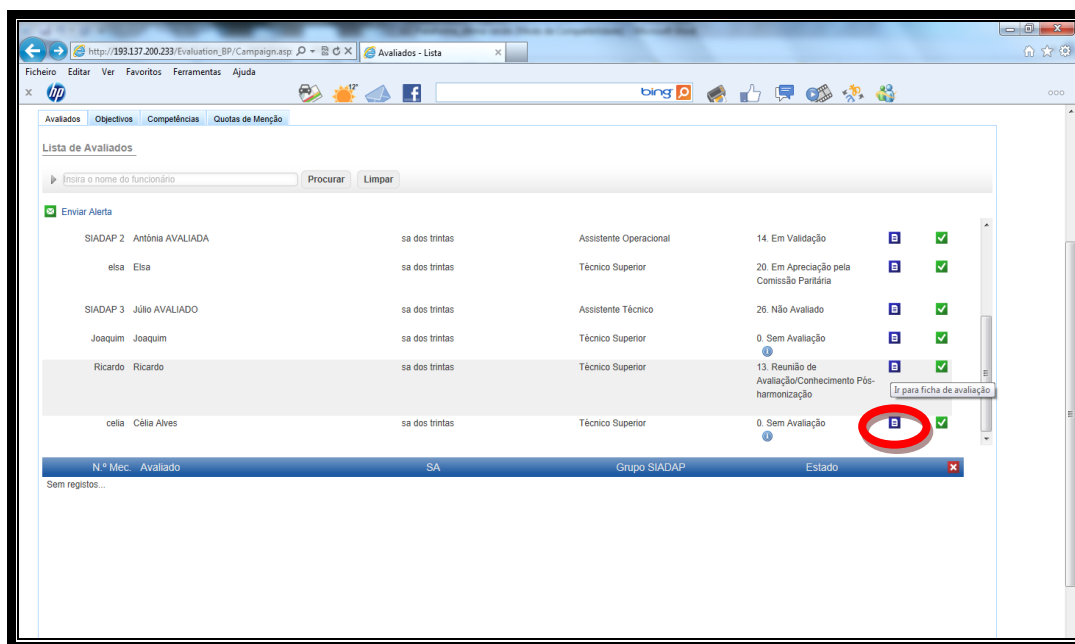 http://193.137.200.233/Evaluation_BP/Campaign.asp
Avaliados - Lista
Ficheiro Editar Ver Favoritos Ferramentas Ajuda
x hp 12° f bing
Avaliados Objectivos Competências Quotas de Menção
Lista de Avaliados
Insira o nome do funcionário Procurar Limpar
Enviar Alerta
SIADAP 2 Antónia AVALIADA sa dos trintas Assistente Operacional 14. Em Validação
elsa Elsa sa dos trintas Técnico Superior 20. Em Apreciação pela
Comissão Paritária
SIADAP 3 Júlio AVALIADO sa dos trintas Assistente Técnico 26. Não Avaliado
Joaquim Joaquim sa dos trintas Técnico Superior 0. Sem Avaliação
Ricardo Ricardo sa dos trintas Técnico Superior 13. Reunião de
Avaliação/Conhecimento Pós-
harmonização
Ir para ficha de avaliação
celia Célia Alves sa dos trintas Técnico Superior 0. Sem Avaliação
N.º Mec. Avaliado SA Grupo SIADAP Estado
Sem registos...